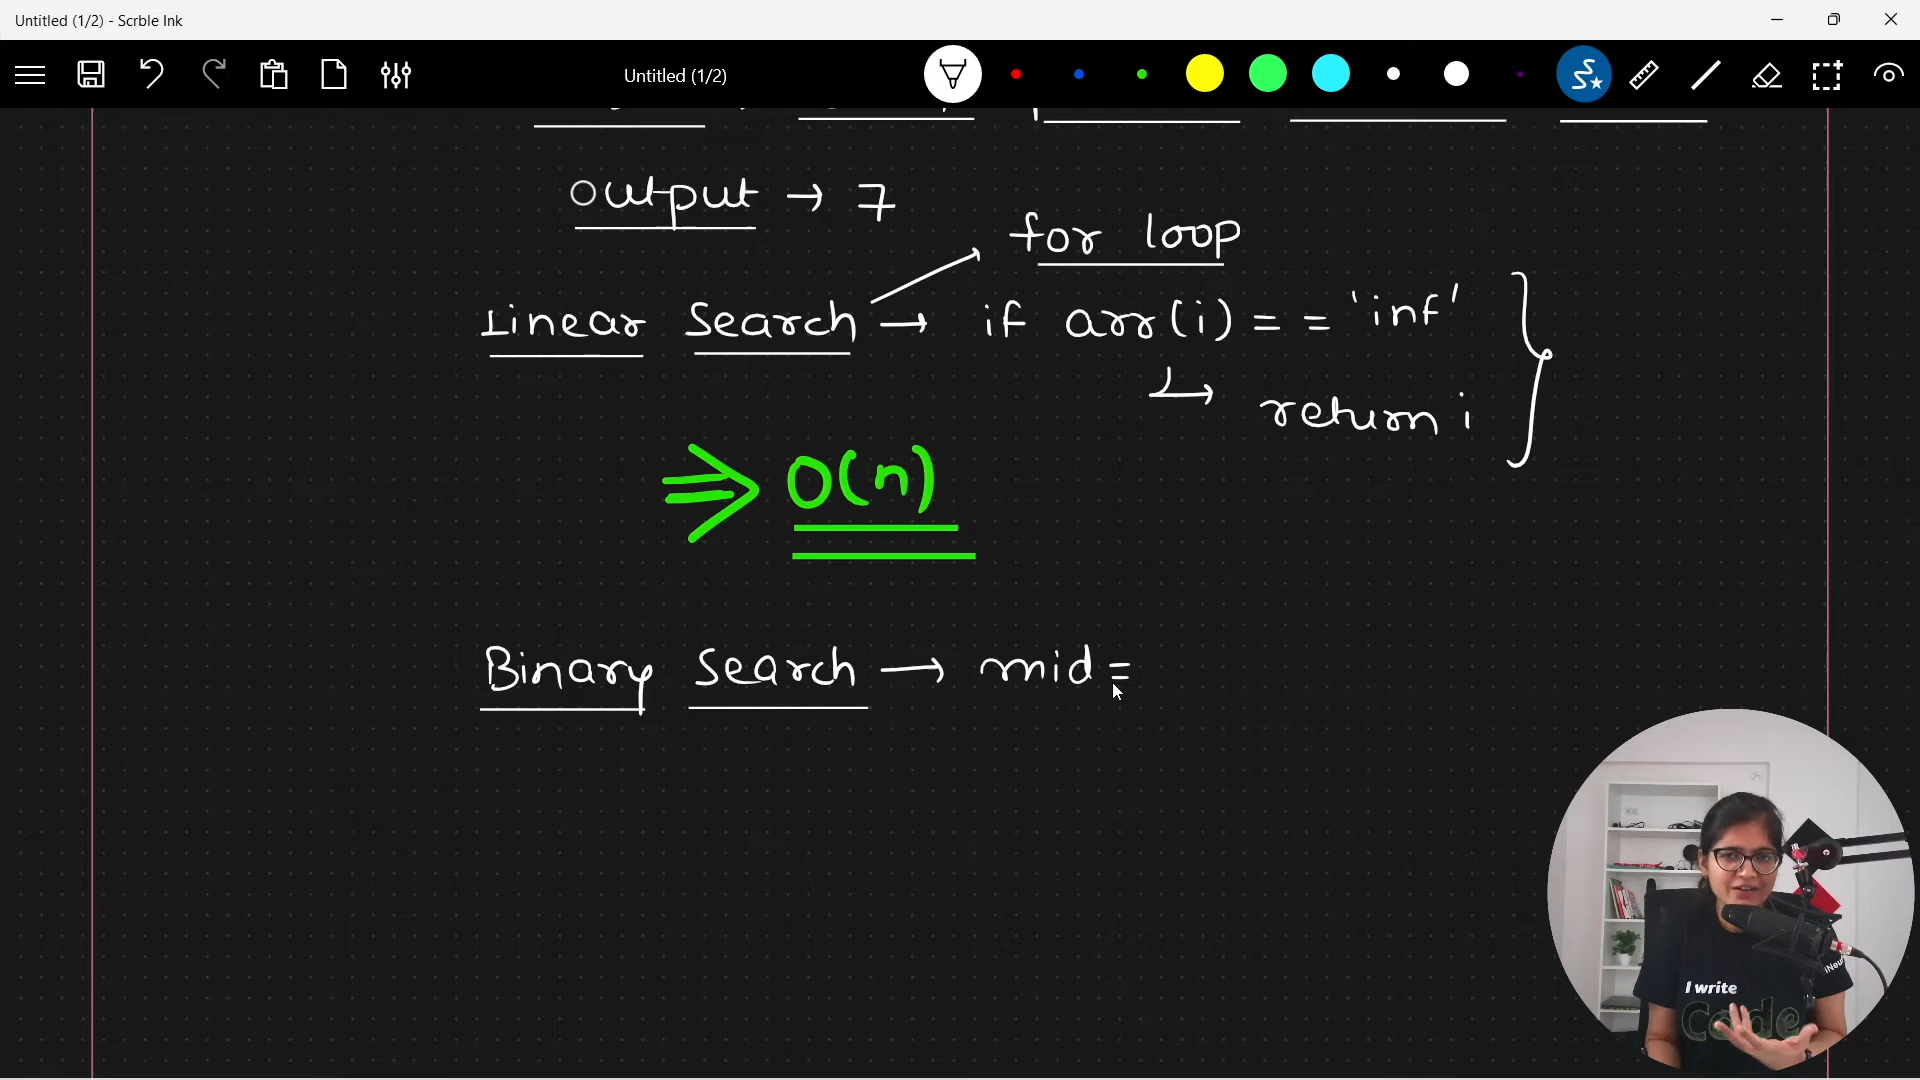 Untitled (1/2) - Scrble Ink
Untitled (1/2)
output → 7
for loop
Linear Search → if arr(i) = = 'inf'
return i
⇒ O(n)
Binary Search → mid =
I write
Code
iNeu